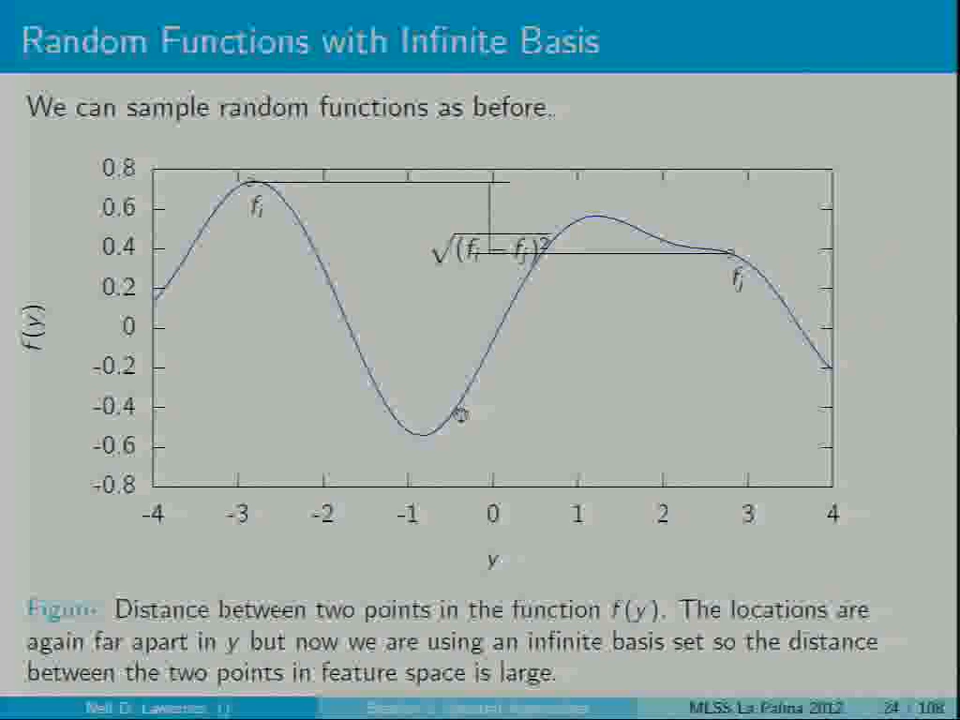 Random Functions with Infinite Basis
We can sample random functions as before.
0.8
0.6
0.4
0.2
0
-0.2
-0.4
-0.6
-0.8
f(y)
f_i
√(f_i − f_j)²
f_j
-4 -3 -2 -1 0 1 2 3 4
y
Figure: Distance between two points in the function f(y). The locations are
again far apart in y but now we are using an infinite basis set so the distance
between the two points in feature space is large.
Neil D. Lawrence () MLSS La Palma 2012 24 / 108